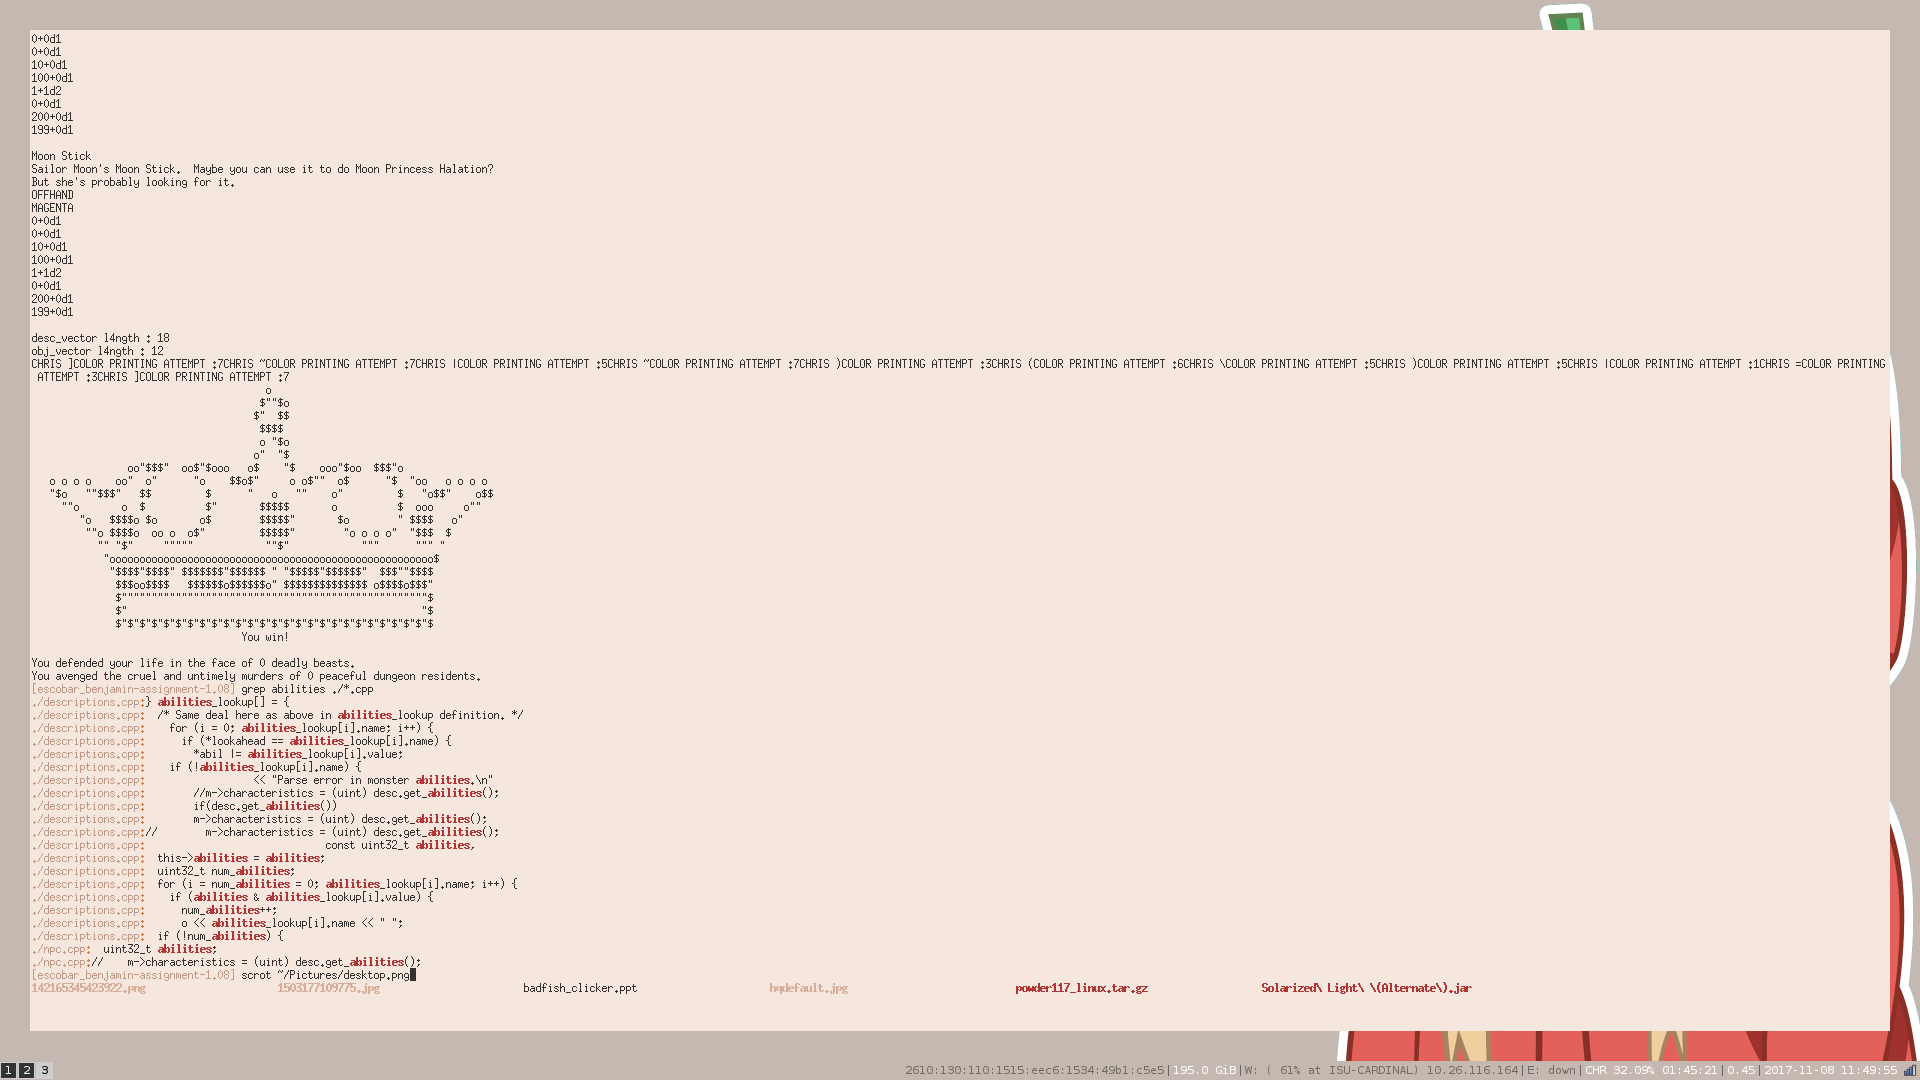 0+0d1
0+0d1
10+0d1
100+0d1
1+1d2
0+0d1
200+0d1
199+0d1
Moon Stick
Sailor Moon's Moon Stick.  Maybe you can use it to do Moon Princess Halation?
But she's probably looking for it.
OFFHAND
MAGENTA
0+0d1
0+0d1
10+0d1
100+0d1
1+1d2
0+0d1
200+0d1
199+0d1
desc_vector l4ngth : 18
obj_vector l4ngth : 12
CHRIS ]COLOR PRINTING ATTEMPT :7CHRIS ~COLOR PRINTING ATTEMPT :7CHRIS |COLOR PRINTING ATTEMPT :5CHRIS ~COLOR PRINTING ATTEMPT :7CHRIS )COLOR PRINTING ATTEMPT :3CHRIS (COLOR PRINTING ATTEMPT :6CHRIS \COLOR PRINTING ATTEMPT :5CHRIS )COLOR PRINTING ATTEMPT :5CHRIS |COLOR PRINTING ATTEMPT :1CHRIS =COLOR PRINTING
 ATTEMPT :3CHRIS ]COLOR PRINTING ATTEMPT :7
You win!
You defended your life in the face of 0 deadly beasts.
You avenged the cruel and untimely murders of 0 peaceful dungeon residents.
[escobar_benjamin-assignment-1.08] grep abilities ./*.cpp
./descriptions.cpp:} abilities_lookup[] = {
./descriptions.cpp:  /* Same deal here as above in abilities_lookup definition. */
./descriptions.cpp:    for (i = 0; abilities_lookup[i].name; i++) {
./descriptions.cpp:      if (*lookahead == abilities_lookup[i].name) {
./descriptions.cpp:        *abil |= abilities_lookup[i].value;
./descriptions.cpp:    if (!abilities_lookup[i].name) {
./descriptions.cpp:                  << "Parse error in monster abilities.\n"
./descriptions.cpp:        //m->characteristics = (uint) desc.get_abilities();
./descriptions.cpp:        if(desc.get_abilities())
./descriptions.cpp:        m->characteristics = (uint) desc.get_abilities();
./descriptions.cpp://        m->characteristics = (uint) desc.get_abilities();
./descriptions.cpp:                              const uint32_t abilities,
./descriptions.cpp:  this->abilities = abilities;
./descriptions.cpp:  uint32_t num_abilities;
./descriptions.cpp:  for (i = num_abilities = 0; abilities_lookup[i].name; i++) {
./descriptions.cpp:    if (abilities & abilities_lookup[i].value) {
./descriptions.cpp:      num_abilities++;
./descriptions.cpp:      o << abilities_lookup[i].name << " ";
./descriptions.cpp:  if (!num_abilities) {
./npc.cpp:  uint32_t abilities;
./npc.cpp://    m->characteristics = (uint) desc.get_abilities();
[escobar_benjamin-assignment-1.08] scrot ~/Pictures/desktop.png
142165345423922.png 1503177109775.jpg badfish_clicker.ppt hqdefault.jpg powder117_linux.tar.gz Solarized\ Light\ \(Alternate\).jar
1 2 3 2610:130:110:1515:eec6:1534:49b1:c5e5|195.0 GiB|W: ( 61% at ISU-CARDINAL) 10.26.116.164|E: down|CHR 32.09% 01:45:21|0.45|2017-11-08 11:49:55